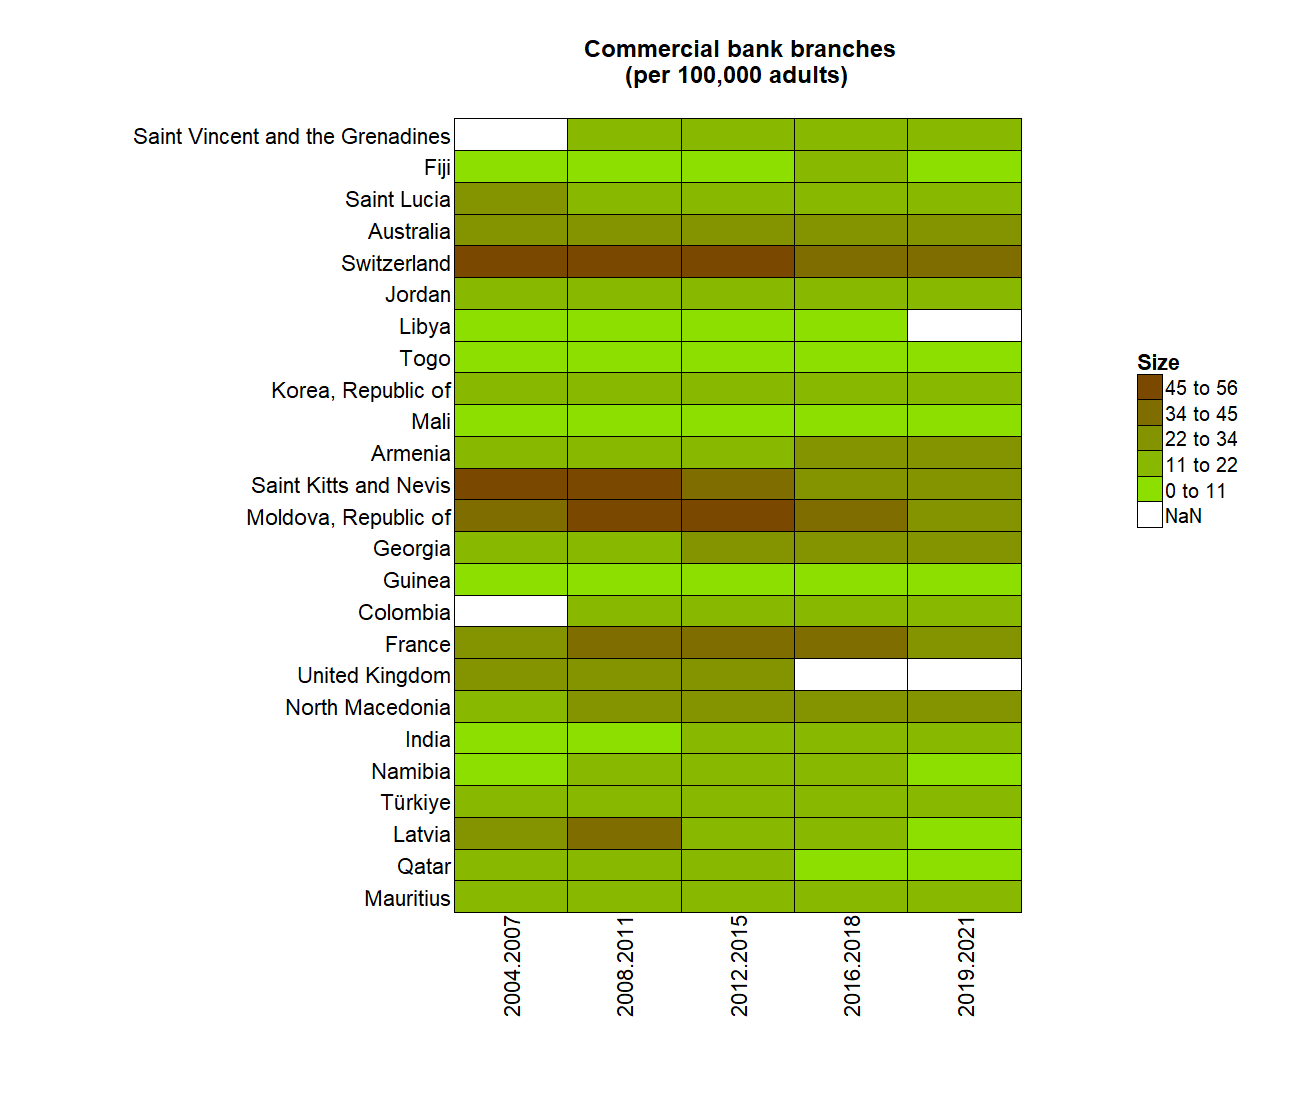 Commercial bank branches
(per 100,000 adults)
Saint Vincent and the Grenadines
Fiji
Saint Lucia
Australia
Switzerland
Jordan
Libya
Togo
Korea, Republic of
Mali
Armenia
Saint Kitts and Nevis
Moldova, Republic of
Georgia
Guinea
Colombia
France
United Kingdom
North Macedonia
India
Namibia
Türkiye
Latvia
Qatar
Mauritius
2004.2007
2008.2011
2012.2015
2016.2018
2019.2021
Size
45 to 56
34 to 45
22 to 34
11 to 22
0 to 11
NaN